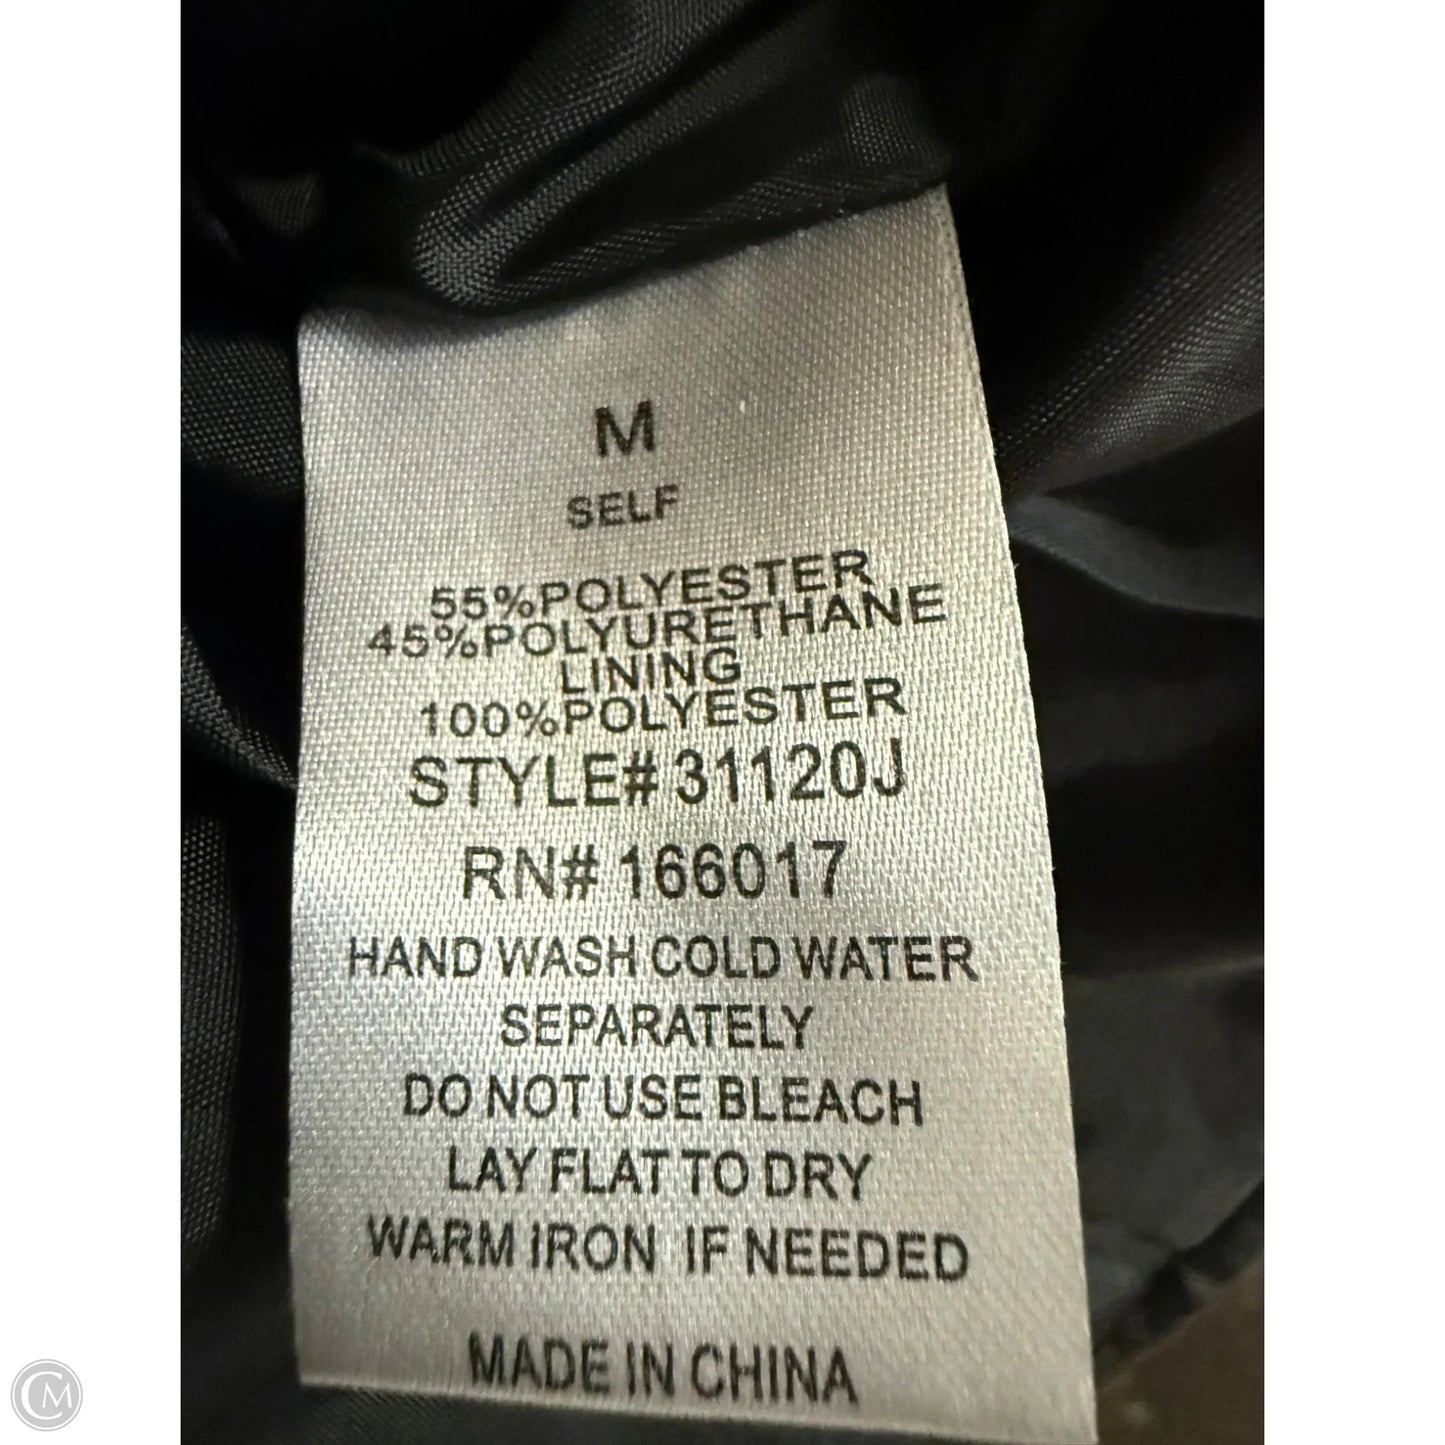 M
SELF
55%POLYESTER
45%POLYURETHANE
LINING
100%POLYESTER
STYLE# 31120J
RN# 166017
HAND WASH COLD WATER
SEPARATELY
DO NOT USE BLEACH
LAY FLAT TO DRY
WARM IRON IF NEEDED
MADE IN CHINA
CM